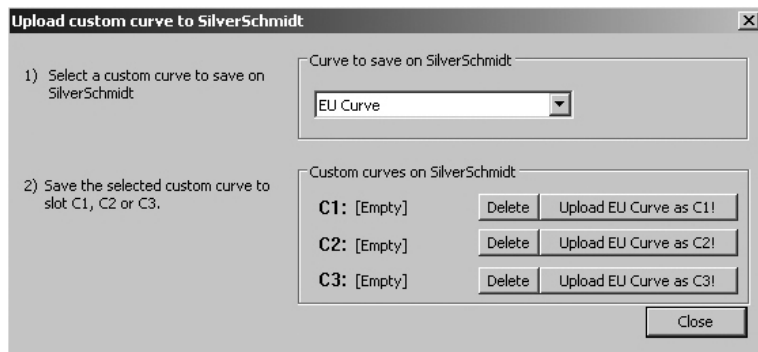 Upload custom curve to SilverSchmidt
1) Select a custom curve to save on
SilverSchmidt
Curve to save on SilverSchmidt
EU Curve
2) Save the selected custom curve to
slot C1, C2 or C3.
Custom curves on SilverSchmidt
C1: [Empty] Delete Upload EU Curve as C1!
C2: [Empty] Delete Upload EU Curve as C2!
C3: [Empty] Delete Upload EU Curve as C3!
Close